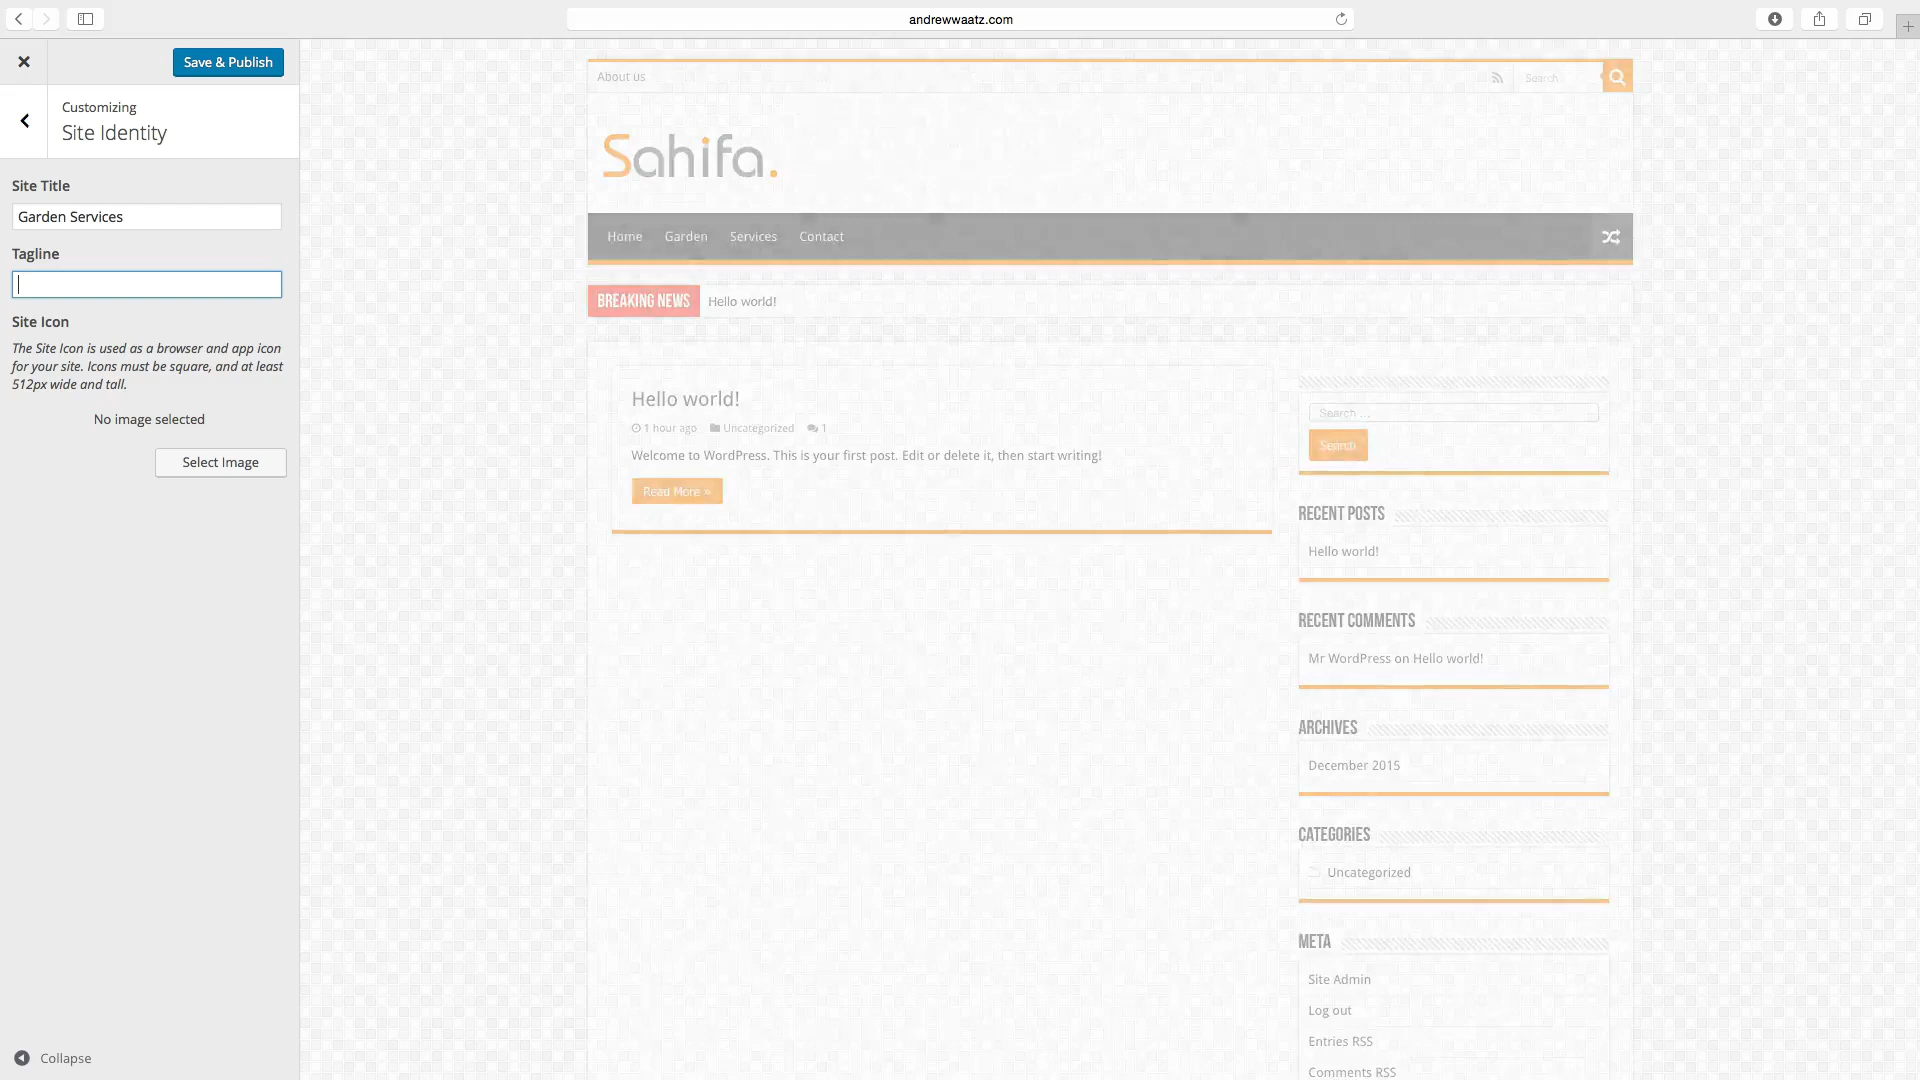 andrewwaatz.com
Save & Publish
Customizing
Site Identity
Site Title
Garden Services
Tagline
Site Icon
The Site Icon is used as a browser and app icon
for your site. Icons must be square, and at least
512px wide and tall.
No image selected
Select Image
Collapse
About us
Search
Sahifa.
Home Garden Services Contact
BREAKING NEWS Hello world!
Hello world!
1 hour ago Uncategorized 1
Welcome to WordPress. This is your first post. Edit or delete it, then start writing!
Read More »
Search ...
Search
RECENT POSTS
Hello world!
RECENT COMMENTS
Mr WordPress on Hello world!
ARCHIVES
December 2015
CATEGORIES
Uncategorized
META
Site Admin
Log out
Entries RSS
Comments RSS